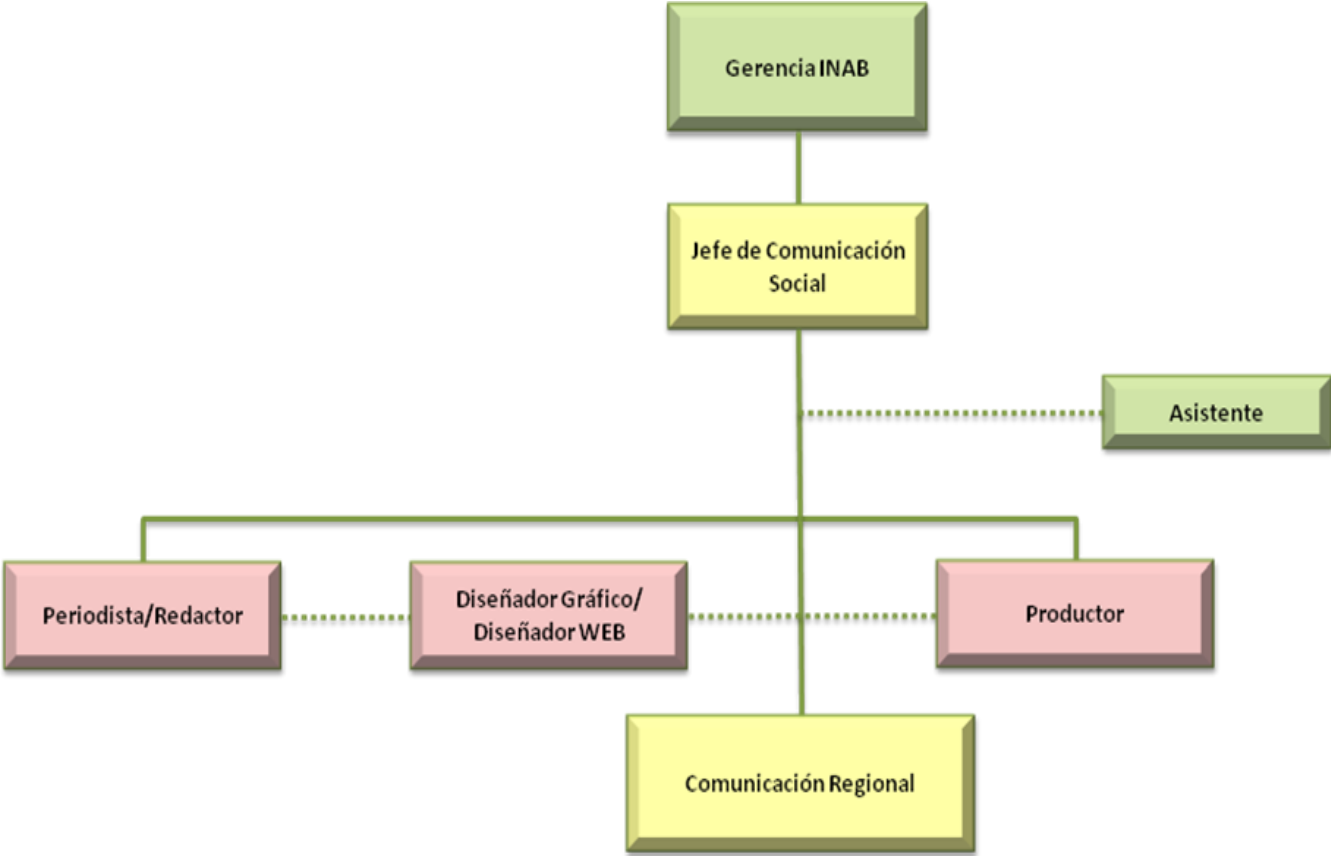 Gerencia INAB
Jefe de Comunicación
Social
Asistente
Periodista/Redactor
Diseñador Gráfico/
Diseñador WEB
Productor
Comunicación Regional